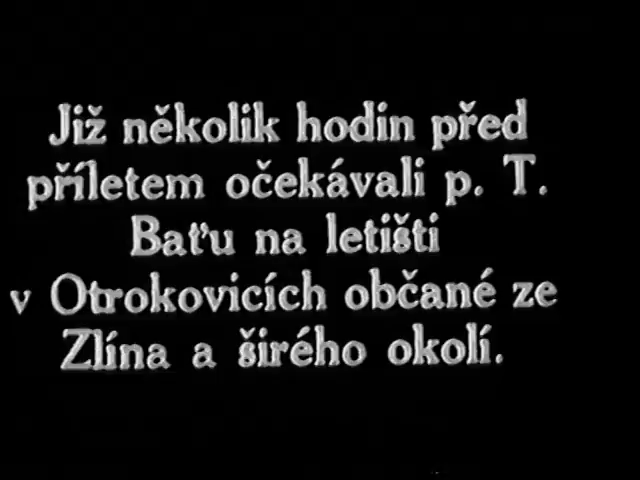 Již několik hodin před
příletem očekávali p. T.
Baťu na letišti
v Otrokovicích občané ze
Zlína a širého okolí.